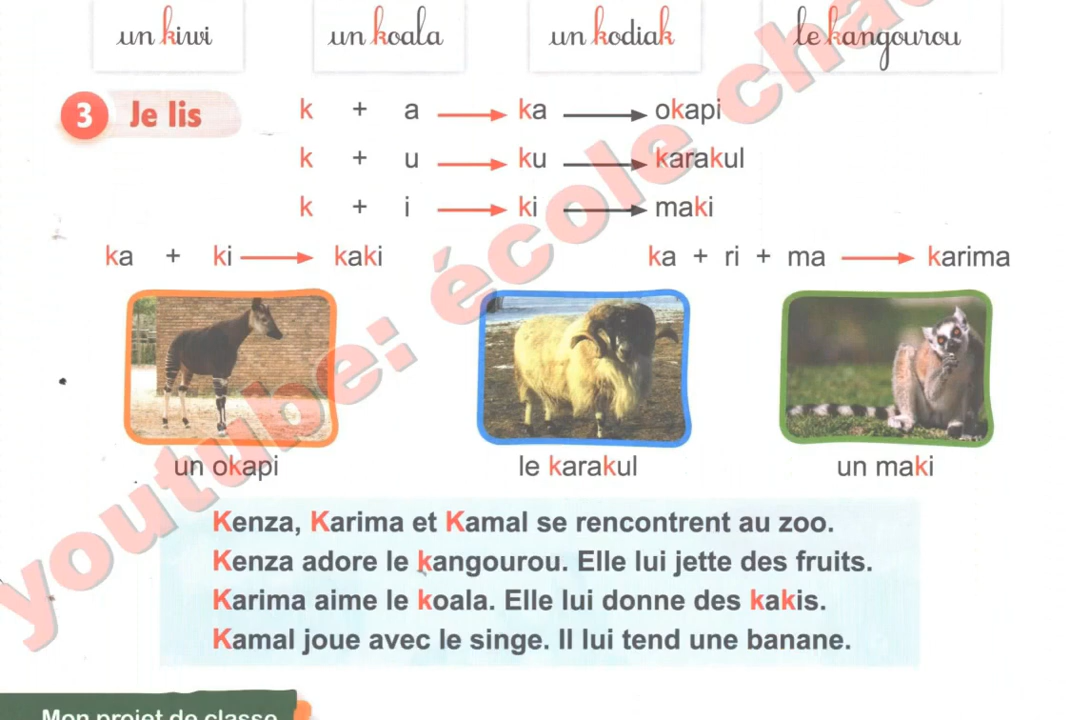 un kiwi un koala un kodiak le kangourou
3 Je lis
k + a ka okapi
k + u ku karakul
k + i ki maki
ka + ki kaki ka + ri + ma karima
un okapi le karakul un maki
Kenza, Karima et Kamal se rencontrent au zoo.
Kenza adore le kangourou. Elle lui jette des fruits.
Karima aime le koala. Elle lui donne des kakis.
Kamal joue avec le singe. Il lui tend une banane.
Mon projet de classe
youtube: école